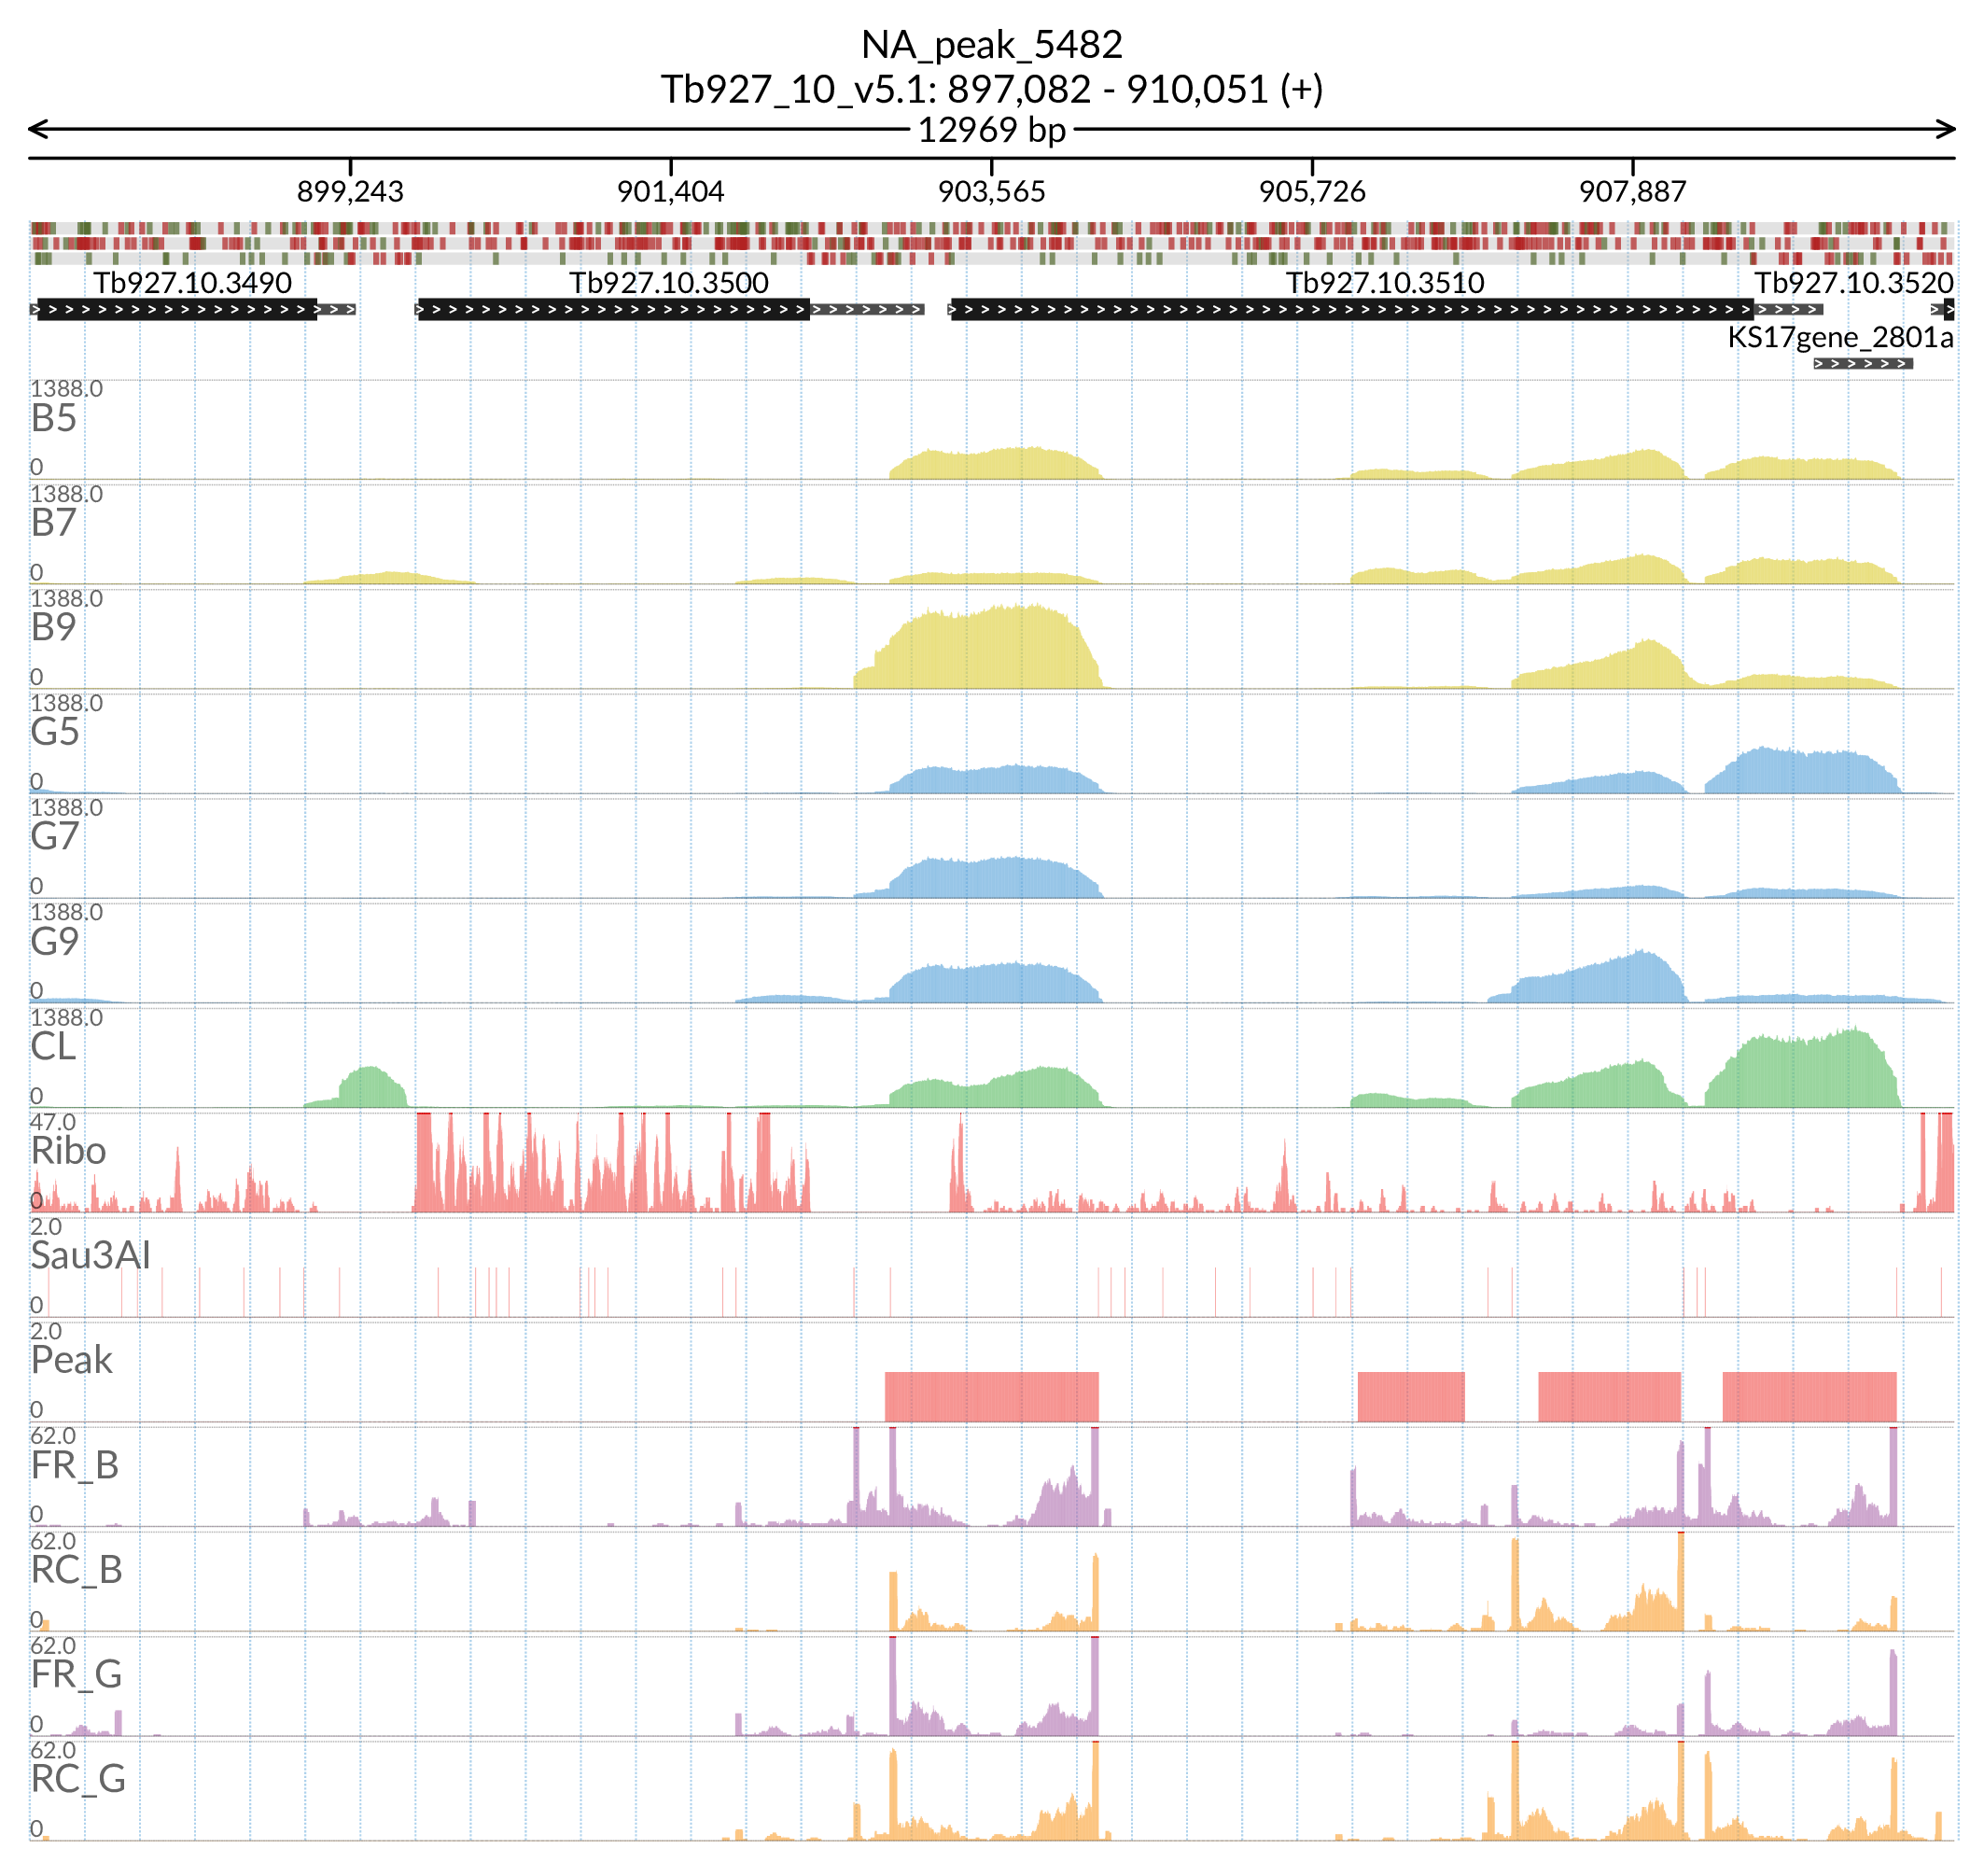 NA_peak_5482
Tb927_10_v5.1: 897,082 - 910,051 (+)
12969 bp
899,243 901,404 903,565 905,726 907,887
Tb927.10.3490 Tb927.10.3500 Tb927.10.3510 Tb927.10.3520
KS17gene_2801a
1388.0
B5
0
1388.0
B7
0
1388.0
B9
0
1388.0
G5
0
1388.0
G7
0
1388.0
G9
0
1388.0
CL
0
47.0
Ribo
0
2.0
Sau3AI
0
2.0
Peak
0
62.0
FR_B
0
62.0
RC_B
0
62.0
FR_G
0
62.0
RC_G
0